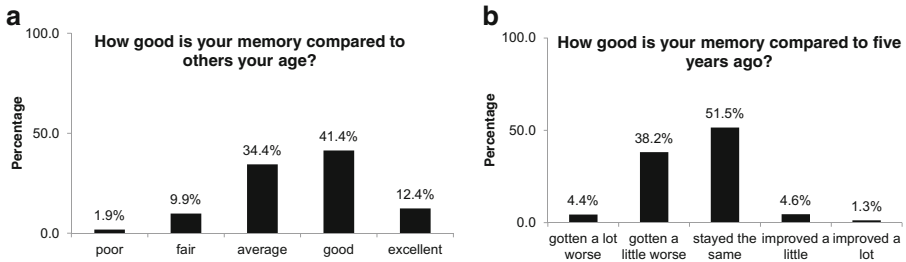 a
How good is your memory compared to
others your age?
100.0
50.0
0.0
Percentage
1.9%
9.9%
34.4%
41.4%
12.4%
poor
fair
average
good
excellent
b
How good is your memory compared to five
years ago?
100.0
50.0
0.0
Percentage
4.4%
38.2%
51.5%
4.6%
1.3%
gotten a lot
worse
gotten a
little worse
stayed the
same
improved a
little
improved a
lot